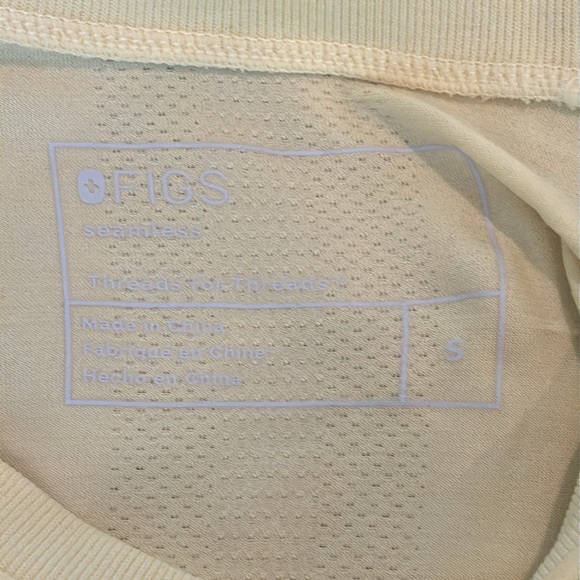 FIGS
seamless
Threads for Threads™
Made in China
Fabriqué en Chine
Hecho en China
S